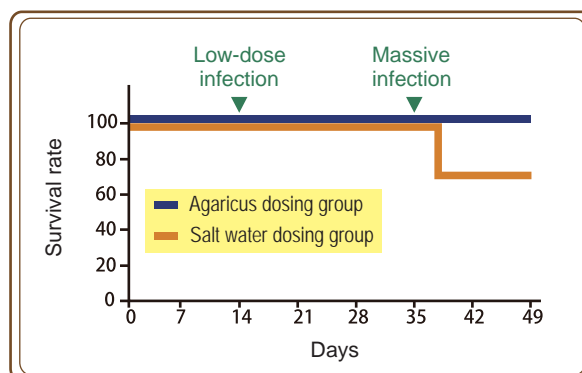 Low-dose
infection
Massive
infection
Survival rate
100
80
60
40
20
0
Agaricus dosing group
Salt water dosing group
0 7 14 21 28 35 42 49
Days